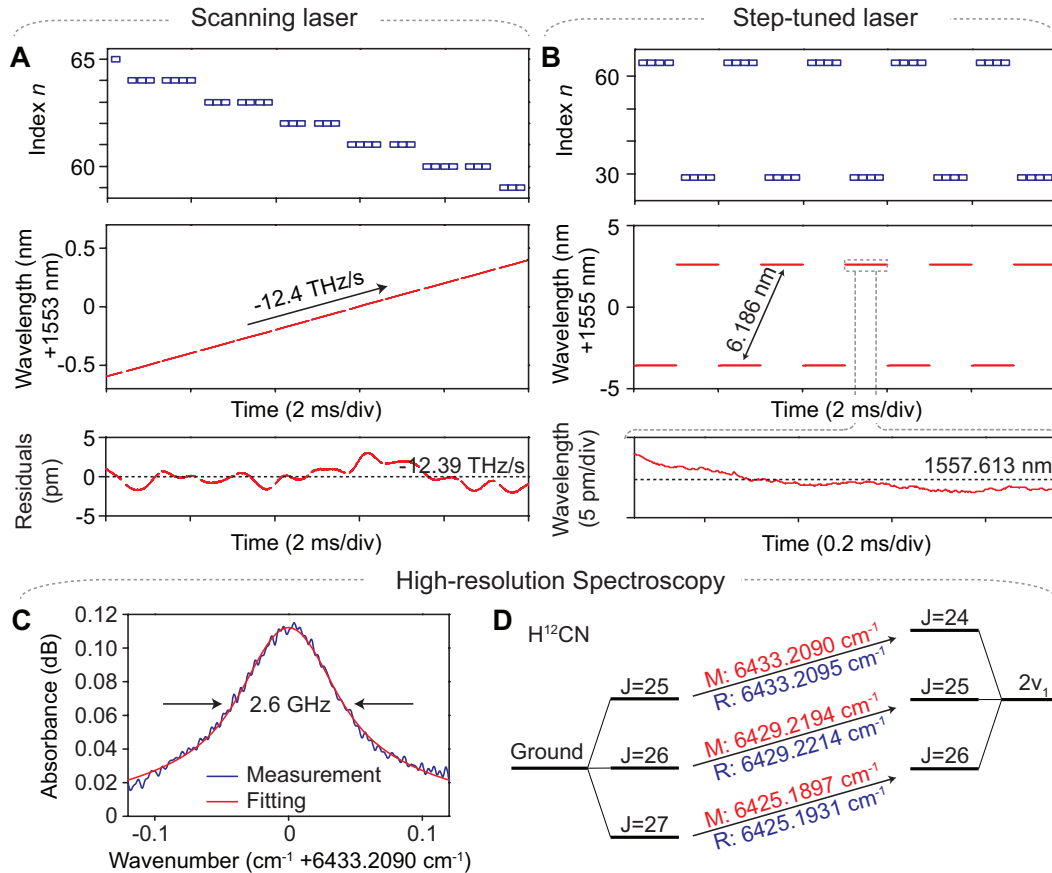 Scanning laser
Step-tuned laser
A
65
60
Index n
B
60
30
Index n
0.5
0
-0.5
Wavelength (nm
+1553 nm)
-12.4 THz/s
Time (2 ms/div)
5
0
-5
Wavelength (nm
+1555 nm)
6.186 nm
Time (2 ms/div)
5
0
-5
Residuals
(pm)
-12.39 THz/s
Time (2 ms/div)
Wavelength
(5 pm/div)
1557.613 nm
Time (0.2 ms/div)
High-resolution Spectroscopy
C
0.12
0.10
0.08
0.06
0.04
0.02
0
Absorbance (dB)
2.6 GHz
Measurement
Fitting
-0.1
0
0.1
Wavenumber (cm⁻¹ +6433.2090 cm⁻¹)
D
H¹²CN
Ground
J=25
J=26
J=27
M: 6433.2090 cm⁻¹
R: 6433.2095 cm⁻¹
M: 6429.2194 cm⁻¹
R: 6429.2214 cm⁻¹
M: 6425.1897 cm⁻¹
R: 6425.1931 cm⁻¹
J=24
J=25
J=26
2v₁